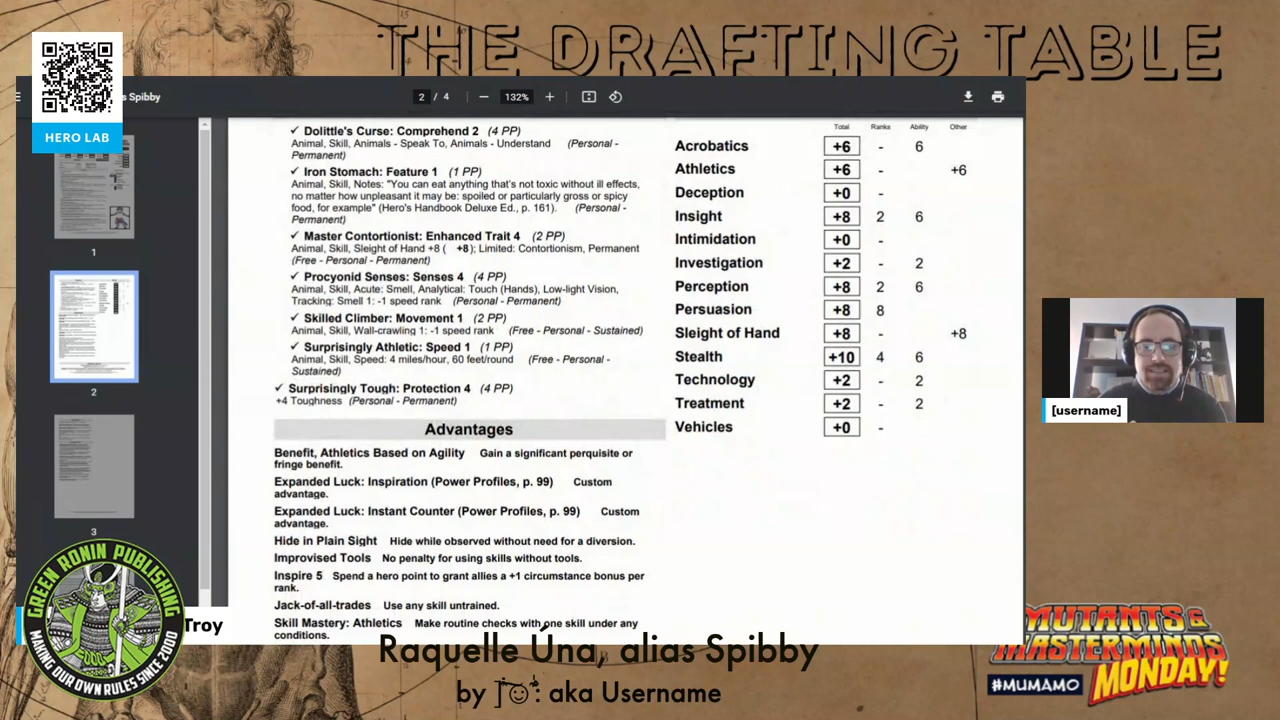 THE DRAFTING TABLE
HERO LAB
s Spibby
2 / 4
132%
1
2
3
✓ Dolittle's Curse: Comprehend 2 (4 PP)
Animal, Skill, Animals - Speak To, Animals - Understand (Personal -
Permanent)
✓ Iron Stomach: Feature 1 (1 PP)
Animal, Skill, Notes: "You can eat anything that's not toxic without ill effects,
no matter how unpleasant it may be: spoiled or particularly gross or spicy
food, for example" (Hero's Handbook Deluxe Ed., p. 161). (Personal -
Permanent)
✓ Master Contortionist: Enhanced Trait 4 (2 PP)
Animal, Skill, Sleight of Hand +8 ( +8); Limited: Contortionism, Permanent
(Free - Personal - Permanent)
✓ Procyonid Senses: Senses 4 (4 PP)
Animal, Skill, Acute: Smell, Analytical: Touch (Hands), Low-light Vision,
Tracking: Smell 1: -1 speed rank (Personal - Permanent)
✓ Skilled Climber: Movement 1 (2 PP)
Animal, Skill, Wall-crawling 1: -1 speed rank (Free - Personal - Sustained)
✓ Surprisingly Athletic: Speed 1 (1 PP)
Animal, Skill, Speed: 4 miles/hour, 60 feet/round (Free - Personal -
Sustained)
✓ Surprisingly Tough: Protection 4 (4 PP)
+4 Toughness (Personal - Permanent)
Advantages
Benefit, Athletics Based on Agility Gain a significant perquisite or
fringe benefit.
Expanded Luck: Inspiration (Power Profiles, p. 99) Custom
advantage.
Expanded Luck: Instant Counter (Power Profiles, p. 99) Custom
advantage.
Hide in Plain Sight Hide while observed without need for a diversion.
Improvised Tools No penalty for using skills without tools.
Inspire 5 Spend a hero point to grant allies a +1 circumstance bonus per
rank.
Jack-of-all-trades Use any skill untrained.
Skill Mastery: Athletics Make routine checks with one skill under any
conditions.
Total Ranks Ability Other
Acrobatics +6 - 6
Athletics +6 - +6
Deception +0 -
Insight +8 2 6
Intimidation +0 -
Investigation +2 - 2
Perception +8 2 6
Persuasion +8 8
Sleight of Hand +8 - +8
Stealth +10 4 6
Technology +2 - 2
Treatment +2 - 2
Vehicles +0 -
[username]
Troy
GREEN RONIN PUBLISHING
MAKING OUR OWN RULES SINCE 2000
Raquelle Una, alias Spibby
aka Username
MUTANTS &
MASTERMINDS
MONDAY!
#MUMAMO